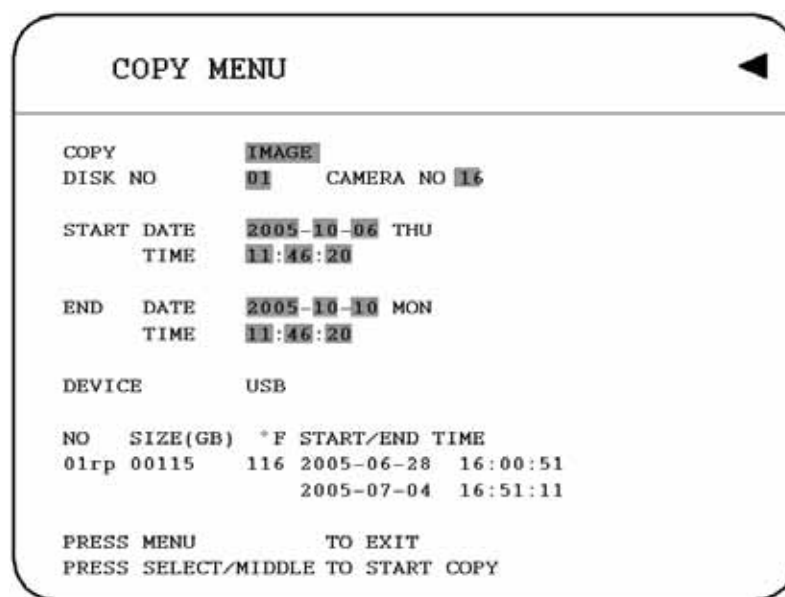 COPY MENU
COPY IMAGE
DISK NO 01 CAMERA NO 16
START DATE 2005-10-06 THU
TIME 11:46:20
END DATE 2005-10-10 MON
TIME 11:46:20
DEVICE USB
NO SIZE(GB) °F START/END TIME
01rp 00115 116 2005-06-28 16:00:51
2005-07-04 16:51:11
PRESS MENU TO EXIT
PRESS SELECT/MIDDLE TO START COPY